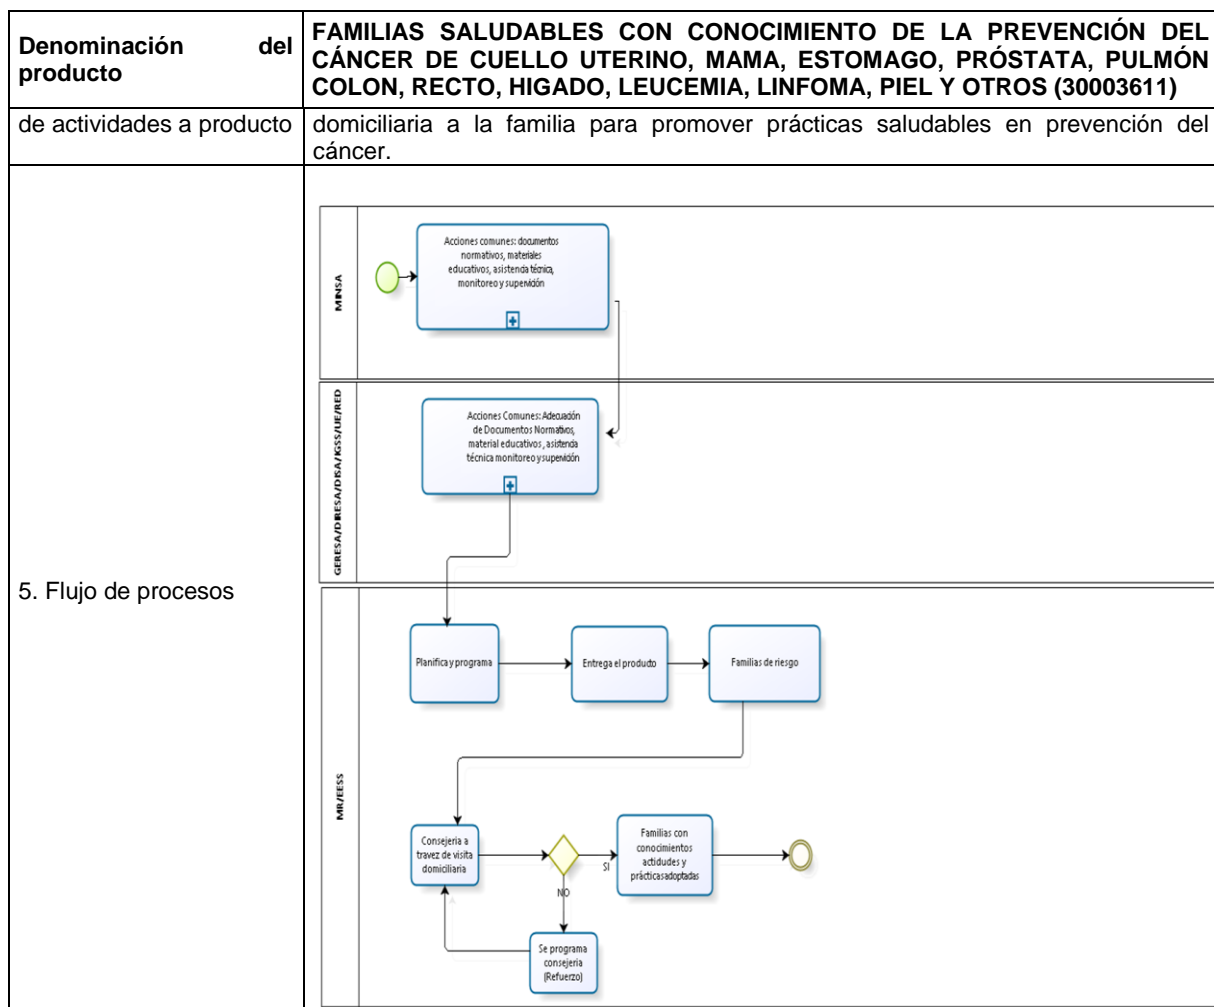 Denominación del
producto
FAMILIAS SALUDABLES CON CONOCIMIENTO DE LA PREVENCIÓN DEL
CÁNCER DE CUELLO UTERINO, MAMA, ESTOMAGO, PRÓSTATA, PULMÓN
COLON, RECTO, HIGADO, LEUCEMIA, LINFOMA, PIEL Y OTROS (30003611)
de actividades a producto
domiciliaria a la familia para promover prácticas saludables en prevención del
cáncer.
5. Flujo de procesos
MINSA
Acciones comunes: documentos
normativos, materiales
educativos, asistencia técnica,
monitoreo y supervisión
GERESA/DIRESA/DISA/IGSS/UE/RED
Acciones Comunes: Adecuación
de Documentos Normativos,
material educativos , asistencia
técnica monitoreo y supervisión
MR/EESS
Planifica y programa
Entrega el producto
Familias de riesgo
Consejeria a
travez de visita
domiciliaria
SI
NO
Familias con
conocimientos
actidudes y
prácticas adoptadas
Se programa
consejeria
(Refuerzo)